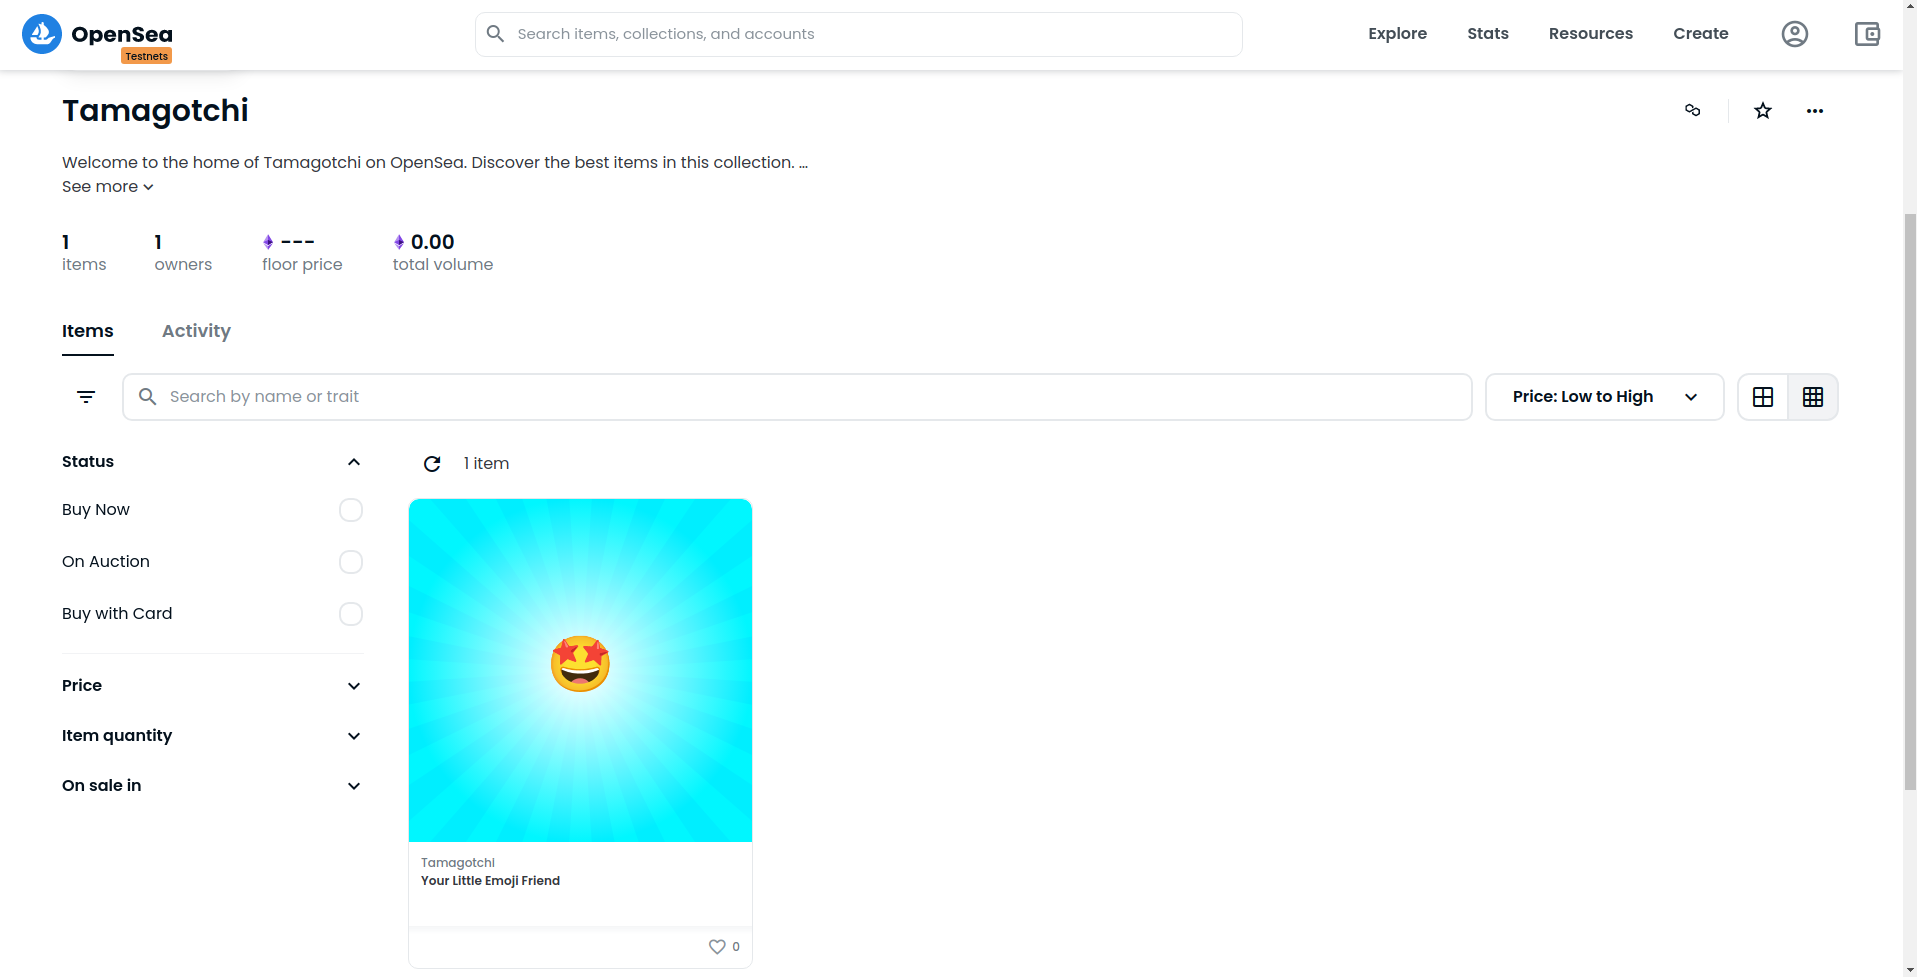 OpenSea
Testnets
Search items, collections, and accounts
Explore
Stats
Resources
Create
Tamagotchi
Welcome to the home of Tamagotchi on OpenSea. Discover the best items in this collection. ...
See more
1
items
1
owners
---
floor price
0.00
total volume
Items
Activity
Search by name or trait
Price: Low to High
Status
Buy Now
On Auction
Buy with Card
Price
Item quantity
On sale in
1 item
Tamagotchi
Your Little Emoji Friend
0